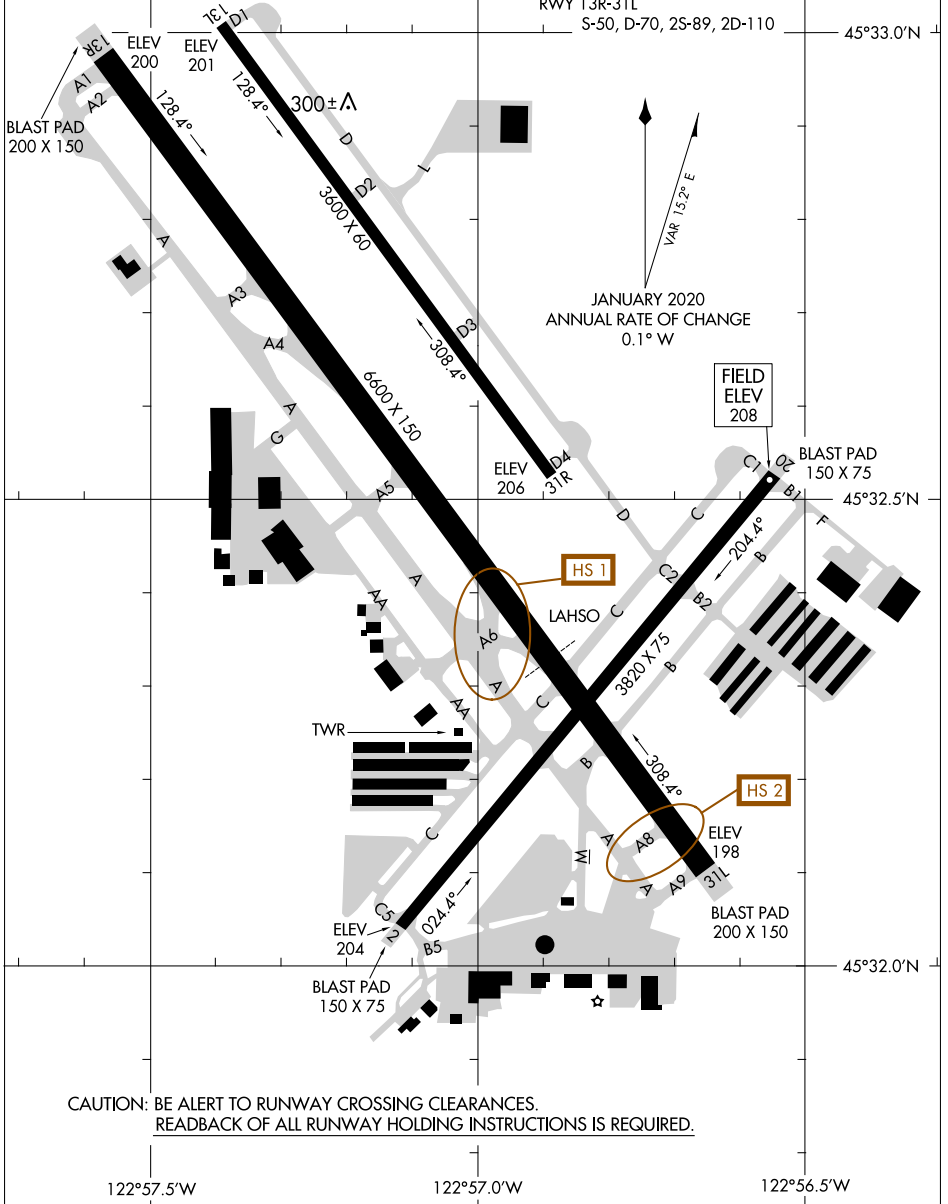 RWY 13R-31L
S-50, D-70, 2S-89, 2D-110
13L
D1
13R
ELEV
200
ELEV
201
45°33.0'N
A1
A2
BLAST PAD
200 X 150
128.4°
128.4°
300±
D
L
D2
3600 X 60
VAR 15.2° E
A
JANUARY 2020
ANNUAL RATE OF CHANGE
0.1° W
A3
A4
D3
308.4°
6600 X 150
FIELD
ELEV
208
A
G
A5
ELEV
206
D4
31R
C1
20
BLAST PAD
150 X 75
B1
F
45°32.5'N
D
C
204.4°
B
HS 1
A
AA
C2
B2
C
LAHSO
A6
3820 X 75
B
A
C
AA
TWR
B
308.4°
HS 2
C
A
A8
ELEV
198
W
A
A9
31L
BLAST PAD
200 X 150
C5
2
024.4°
ELEV
204
B5
45°32.0'N
BLAST PAD
150 X 75
CAUTION: BE ALERT TO RUNWAY CROSSING CLEARANCES.
READBACK OF ALL RUNWAY HOLDING INSTRUCTIONS IS REQUIRED.
122°57.5'W
122°57.0'W
122°56.5'W